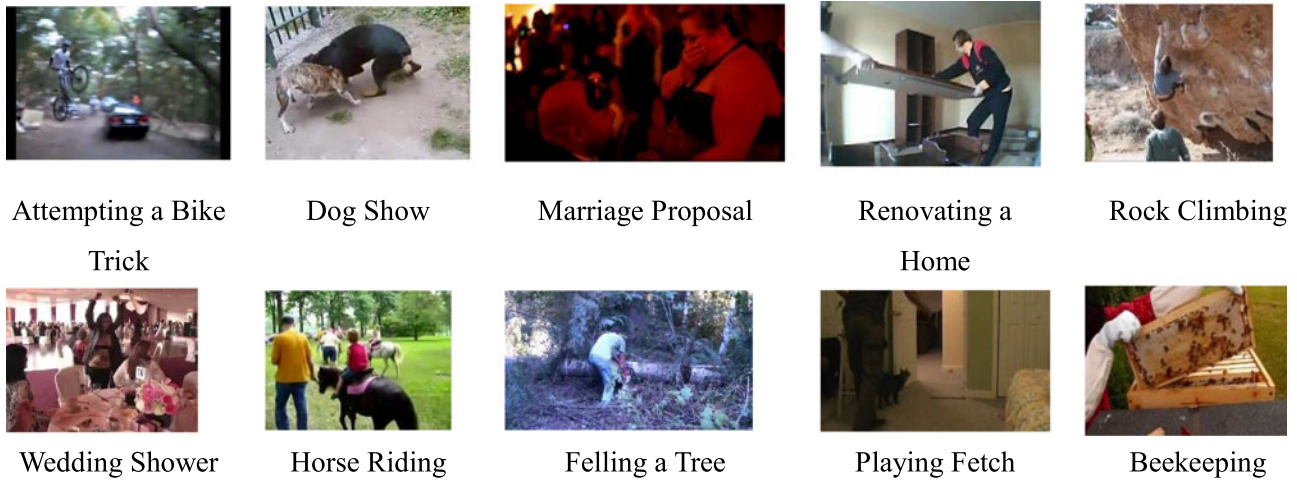 Attempting a Bike
Trick
Dog Show
Marriage Proposal
Renovating a
Home
Rock Climbing
Wedding Shower
Horse Riding
Felling a Tree
Playing Fetch
Beekeeping